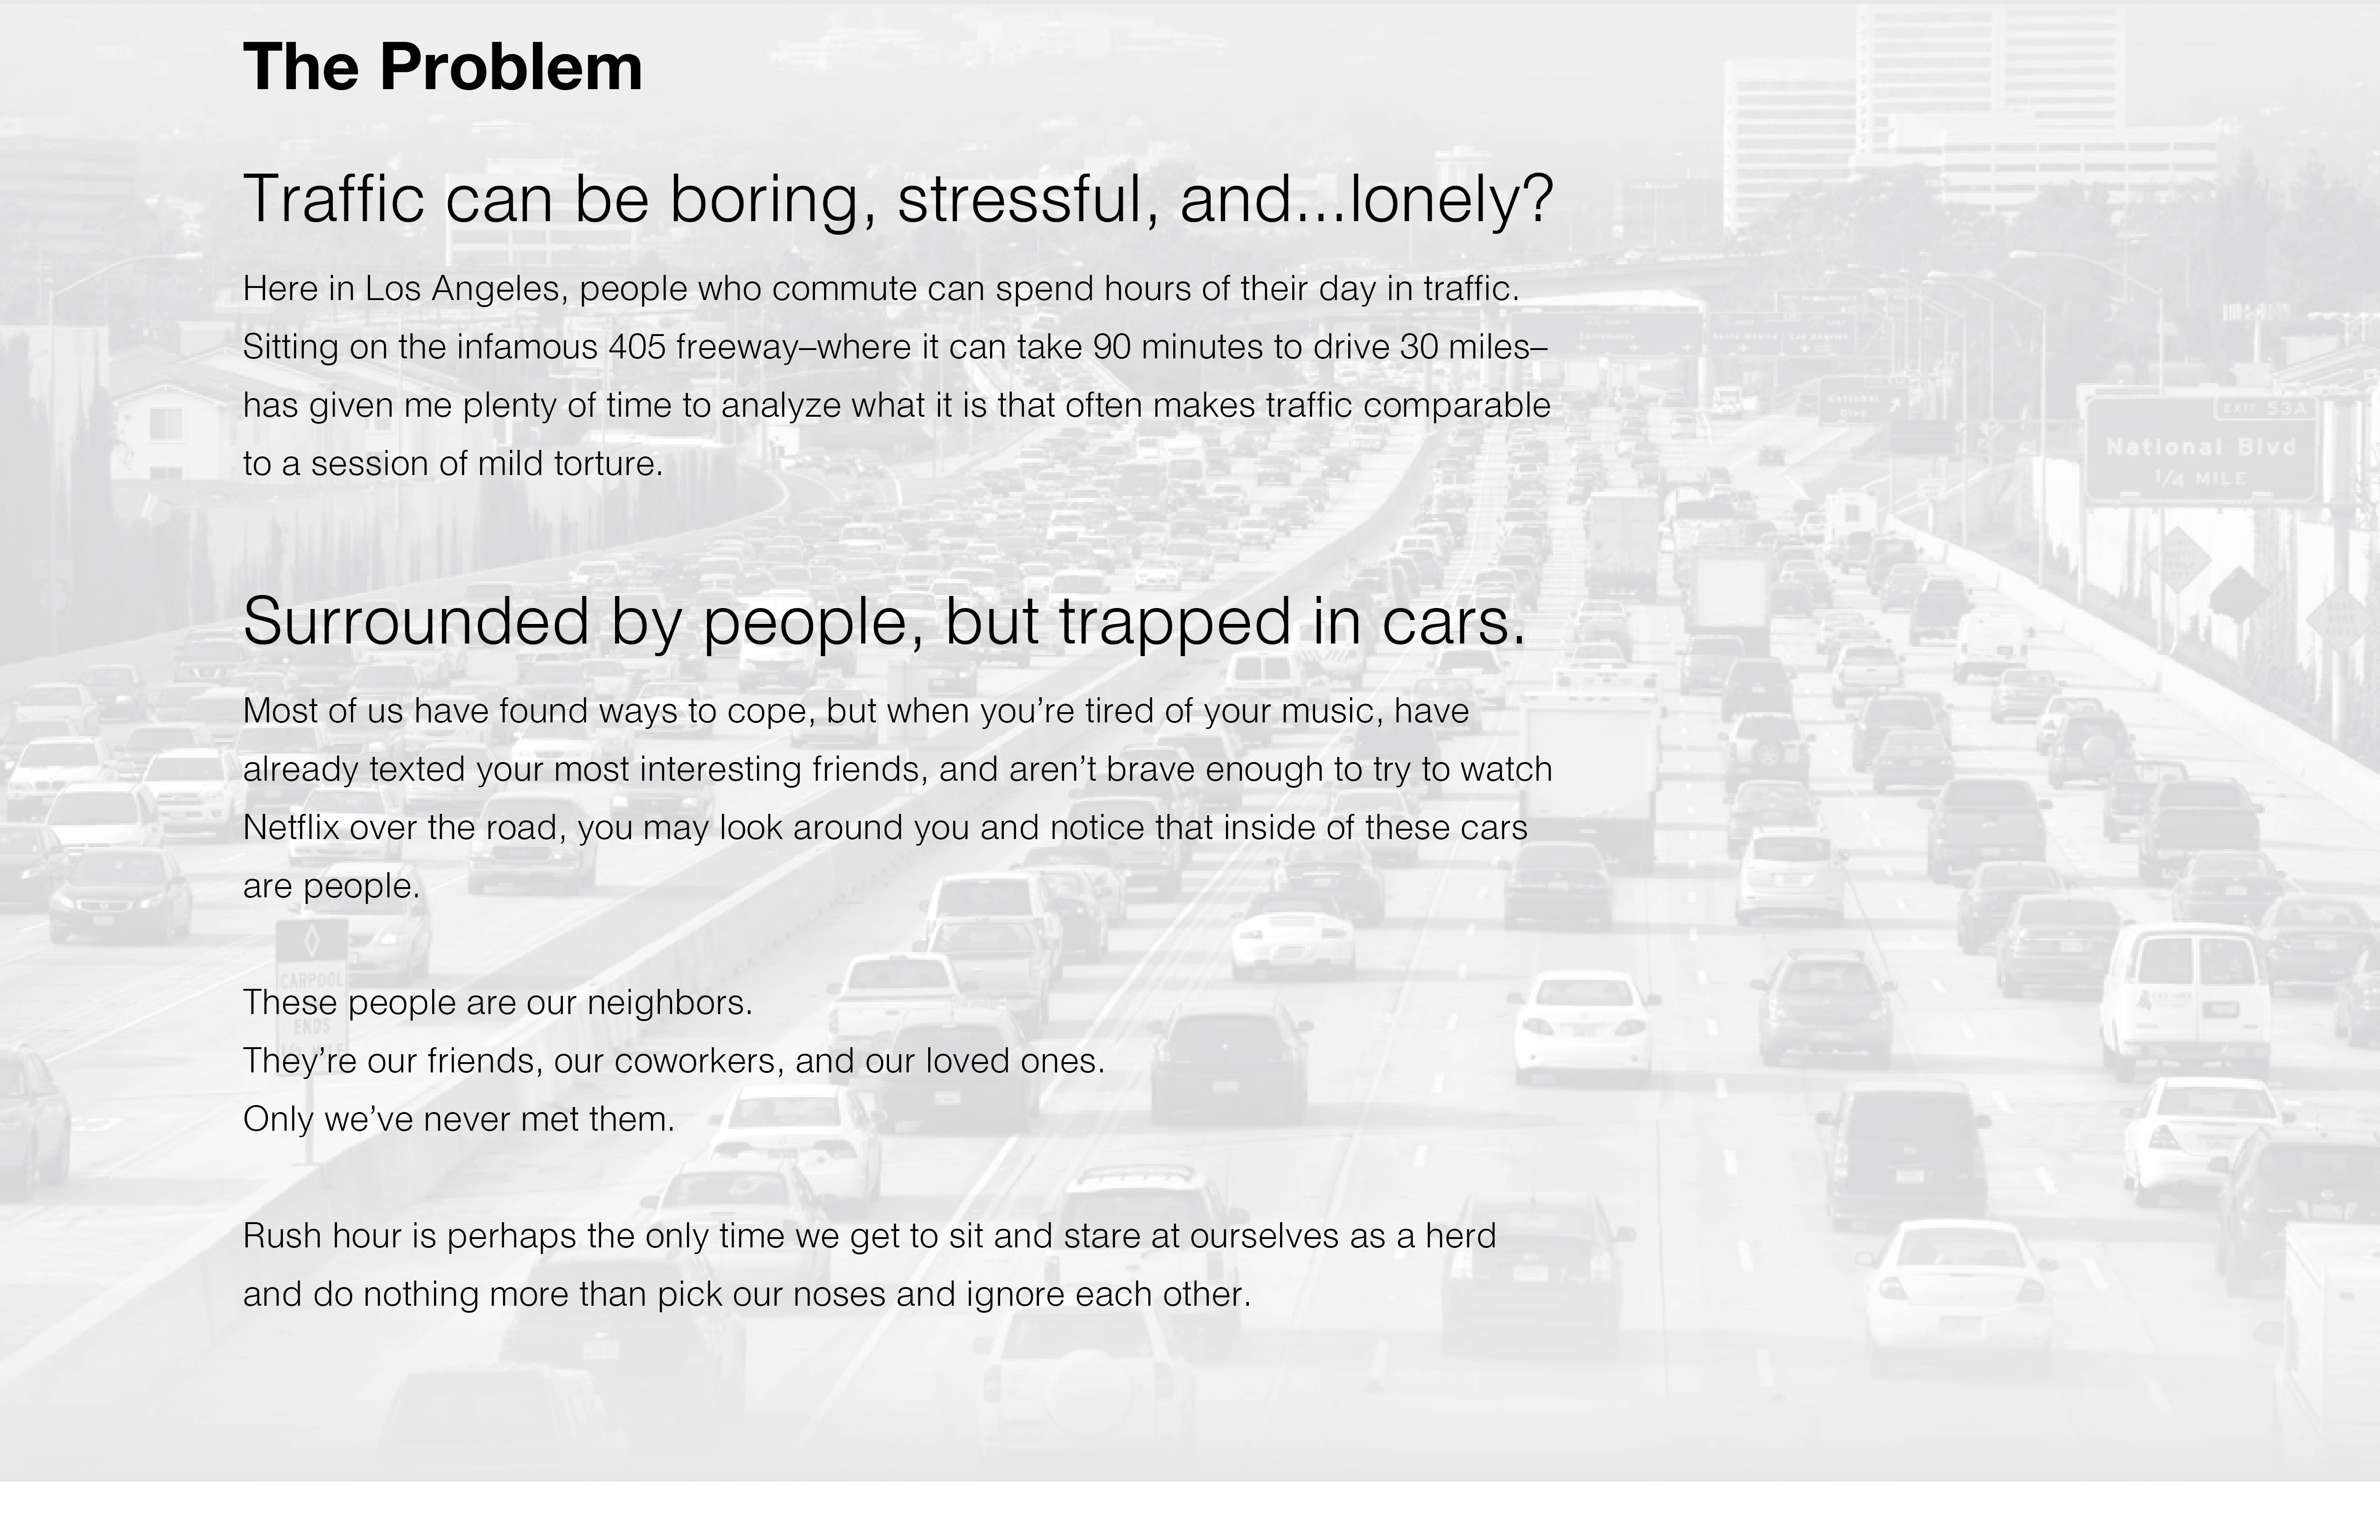 The Problem
Traffic can be boring, stressful, and...lonely?
Here in Los Angeles, people who commute can spend hours of their day in traffic.
Sitting on the infamous 405 freeway–where it can take 90 minutes to drive 30 miles–
has given me plenty of time to analyze what it is that often makes traffic comparable
to a session of mild torture.
EXIT 53A
National Blvd
1/4 MILE
National
Blvd
Surrounded by people, but trapped in cars.
Most of us have found ways to cope, but when you’re tired of your music, have
already texted your most interesting friends, and aren’t brave enough to try to watch
Netflix over the road, you may look around you and notice that inside of these cars
are people.
CARPOOL
ENDS
These people are our neighbors.
They’re our friends, our coworkers, and our loved ones.
Only we’ve never met them.
Rush hour is perhaps the only time we get to sit and stare at ourselves as a herd
and do nothing more than pick our noses and ignore each other.